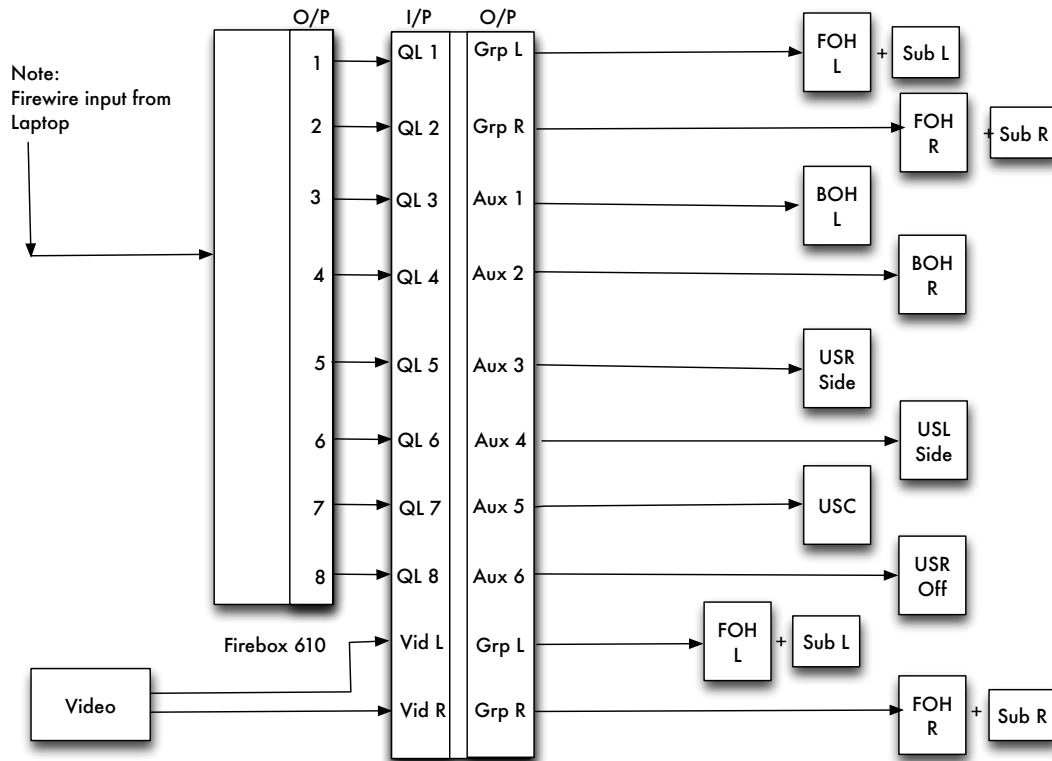 O/P I/P O/P
Note:
Firewire input from
Laptop
1 QL 1 Grp L FOH L + Sub L
2 QL 2 Grp R FOH R + Sub R
3 QL 3 Aux 1 BOH L
4 QL 4 Aux 2 BOH R
5 QL 5 Aux 3 USR Side
6 QL 6 Aux 4 USL Side
7 QL 7 Aux 5 USC
8 QL 8 Aux 6 USR Off
Firebox 610 Vid L Grp L FOH L + Sub L
Video Vid R Grp R FOH R + Sub R